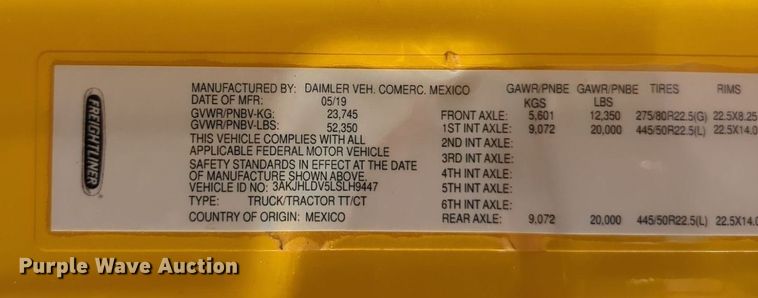 FREIGHTLINER
MANUFACTURED BY: DAIMLER VEH. COMERC. MEXICO
DATE OF MFR: 05/19
GVWR/PNBV-KG: 23,745
GVWR/PNBV-LBS: 52,350
THIS VEHICLE COMPLIES WITH ALL
APPLICABLE FEDERAL MOTOR VEHICLE
SAFETY STANDARDS IN EFFECT AT THE DATE
OF MANUFACTURE SHOWN ABOVE.
VEHICLE ID NO: 3AKJHLDV5LSLH9447
TYPE: TRUCK/TRACTOR TT/CT
COUNTRY OF ORIGIN: MEXICO
GAWR/PNBE GAWR/PNBE TIRES RIMS
KGS LBS
FRONT AXLE: 5,601 12,350 275/80R22.5(G) 22.5X8.25
1ST INT AXLE: 9,072 20,000 445/50R22.5(L) 22.5X14.0
2ND INT AXLE:
3RD INT AXLE:
4TH INT AXLE:
5TH INT AXLE:
6TH INT AXLE:
REAR AXLE: 9,072 20,000 445/50R22.5(L) 22.5X14.0
Purple Wave Auction